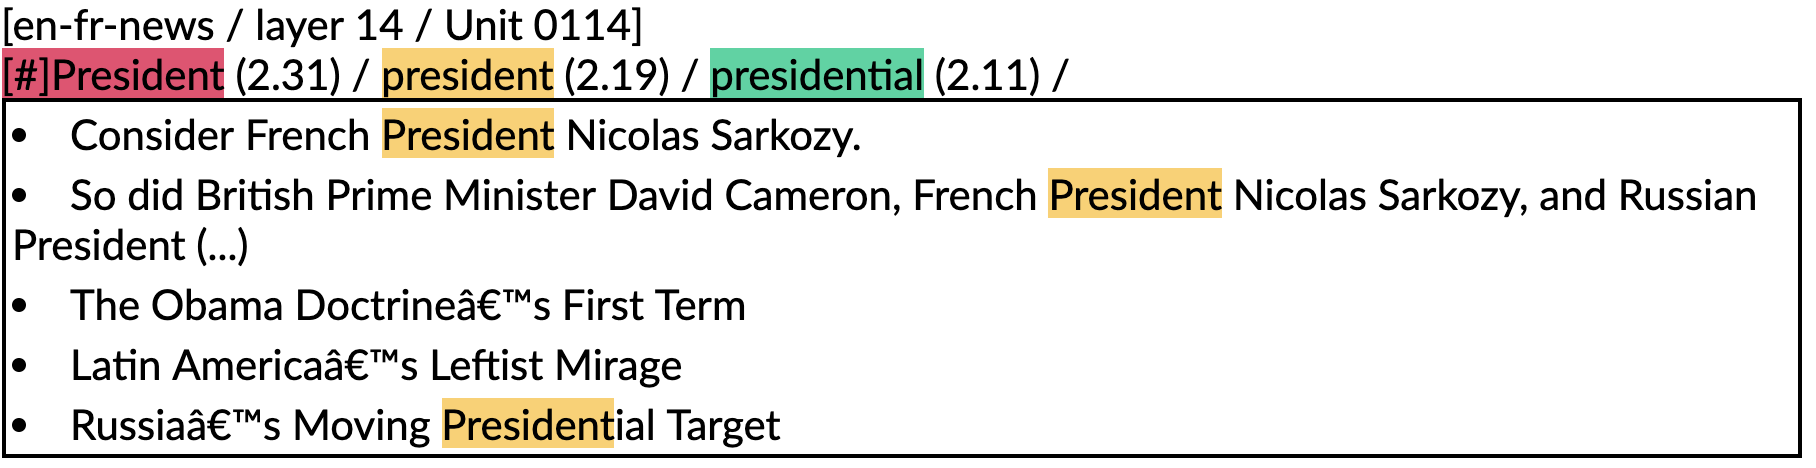 [en-fr-news / layer 14 / Unit 0114]
[#]President (2.31) / president (2.19) / presidential (2.11) /
• Consider French President Nicolas Sarkozy.
• So did British Prime Minister David Cameron, French President Nicolas Sarkozy, and Russian
President (...)
• The Obama Doctrineâ€™s First Term
• Latin Americaâ€™s Leftist Mirage
• Russiaâ€™s Moving Presidential Target